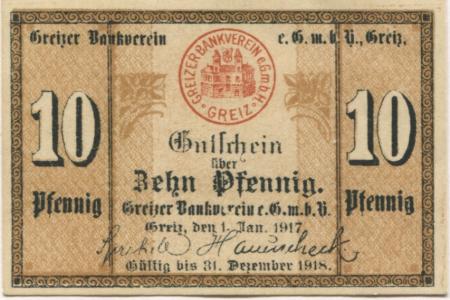 Greizer Bankverein e. G. m. b. H., Greiz.
GREIZER BANKVEREIN e.G.m.b.H.
GREIZ
10 10
Gutschein
über
Zehn Pfennig.
Pfennig Pfennig
Greizer Bankverein e. G. m. b. H.
Greiz, den 1. Jan. 1917.
Gültig bis 31. Dezember 1918.